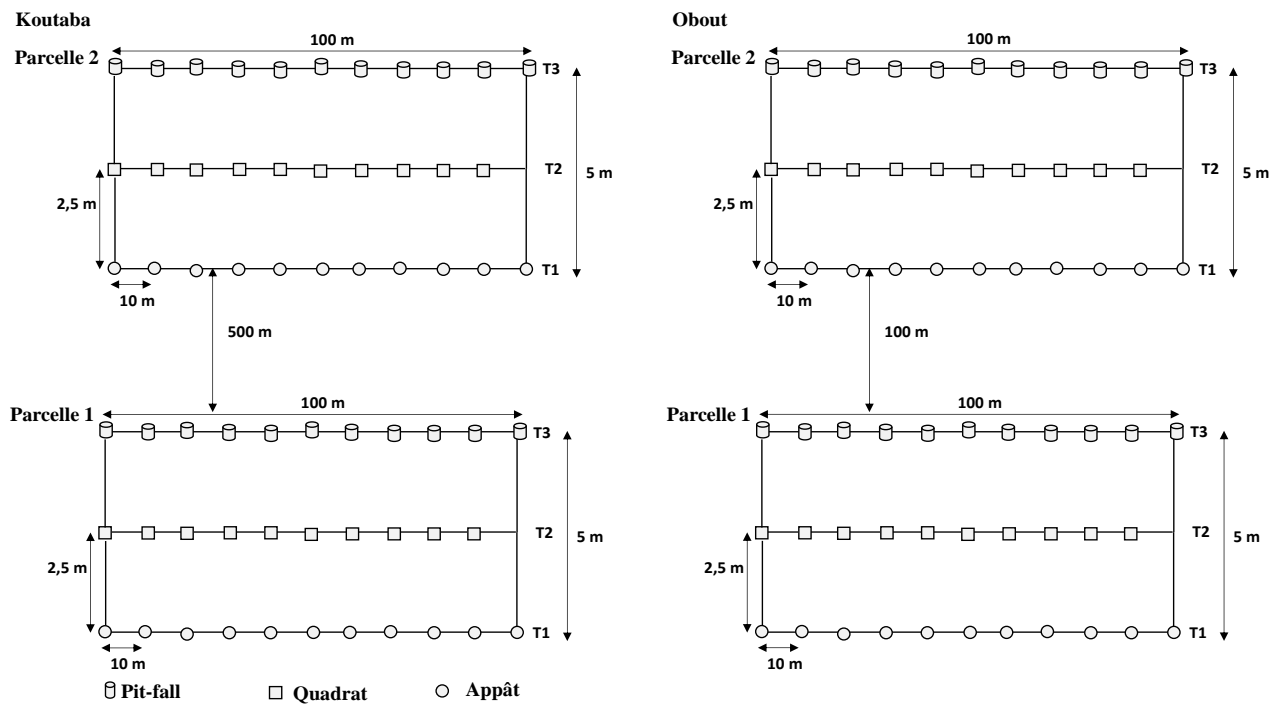 Koutaba
Parcelle 2
100 m
T3
T2
5 m
2,5 m
T1
10 m
500 m
Parcelle 1
100 m
T3
T2
5 m
2,5 m
T1
10 m
Obout
Parcelle 2
100 m
T3
T2
5 m
2,5 m
T1
10 m
100 m
Parcelle 1
100 m
T3
T2
5 m
2,5 m
T1
10 m
Pit-fall
Quadrat
Appât